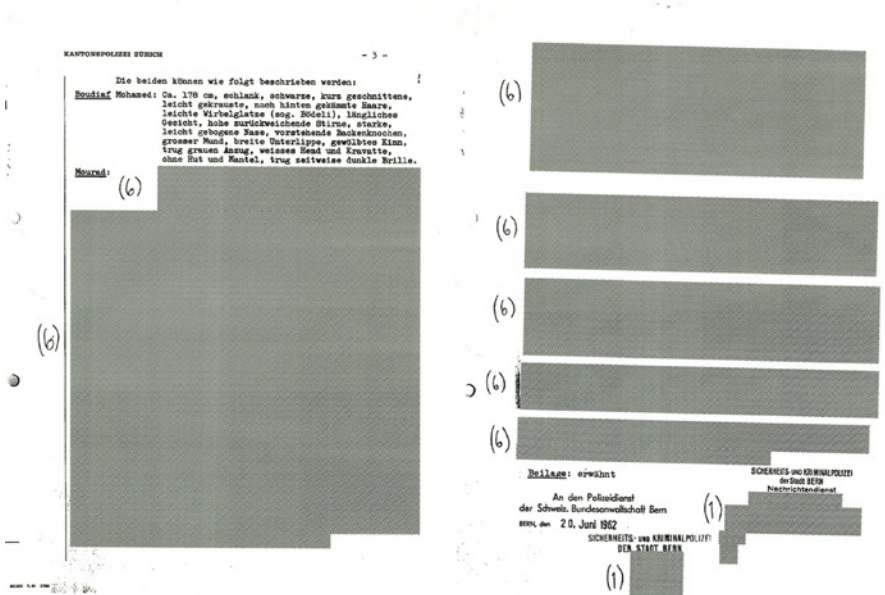 KANTONSPOLIZEI ZÜRICH - 3 -
Die beiden können wie folgt beschrieben werden:
Boudiaf Mohamed: Ca. 178 cm, schlank, schwarze, kurz geschnittene,
leicht gekrauste, nach hinten gekämmte Haare,
leichte Wirbelglatze (sog. Bödeli), längliches
Gesicht, hohe zurückweichende Stirne, starke,
leicht gebogene Nase, vorstehende Backenknochen,
grosser Mund, breite Unterlippe, gewölbtes Kinn,
trug grauen Anzug, weisses Hemd und Kravatte,
ohne Hut und Mantel, trug zeitweise dunkle Brille.
Mourad:
(6)
(6)
(6)
(6)
(6)
(6)
(6)
Beilage: erwähnt
SICHERHEITS- UND KRIMINALPOLIZEI
der Stadt BERN
Nachrichtendienst
An den Polizeidienst
der Schweiz. Bundesanwaltschaft Bern
(1)
BERN, den 20. Juni 1962
SICHERHEITS- UND KRIMINALPOLIZEI
DER STADT BERN
(1)